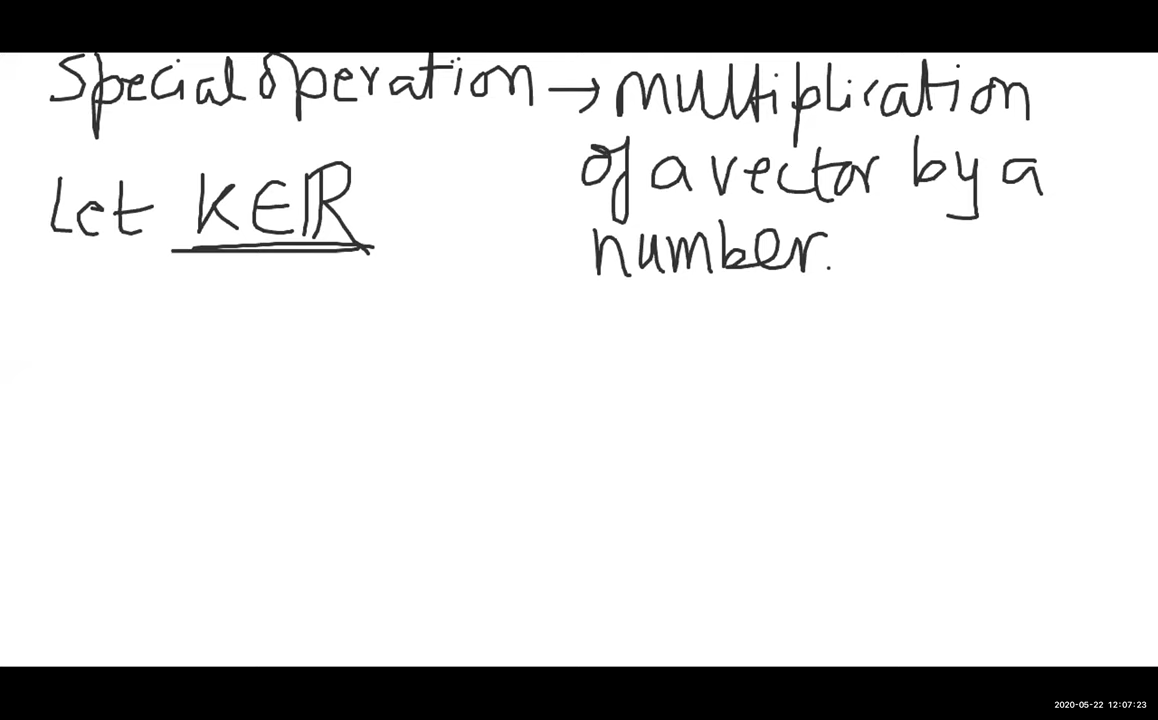 Special operation → multiplication
of a vector by a
number.
Let K∈ℝ
2020-05-22 12:07:23